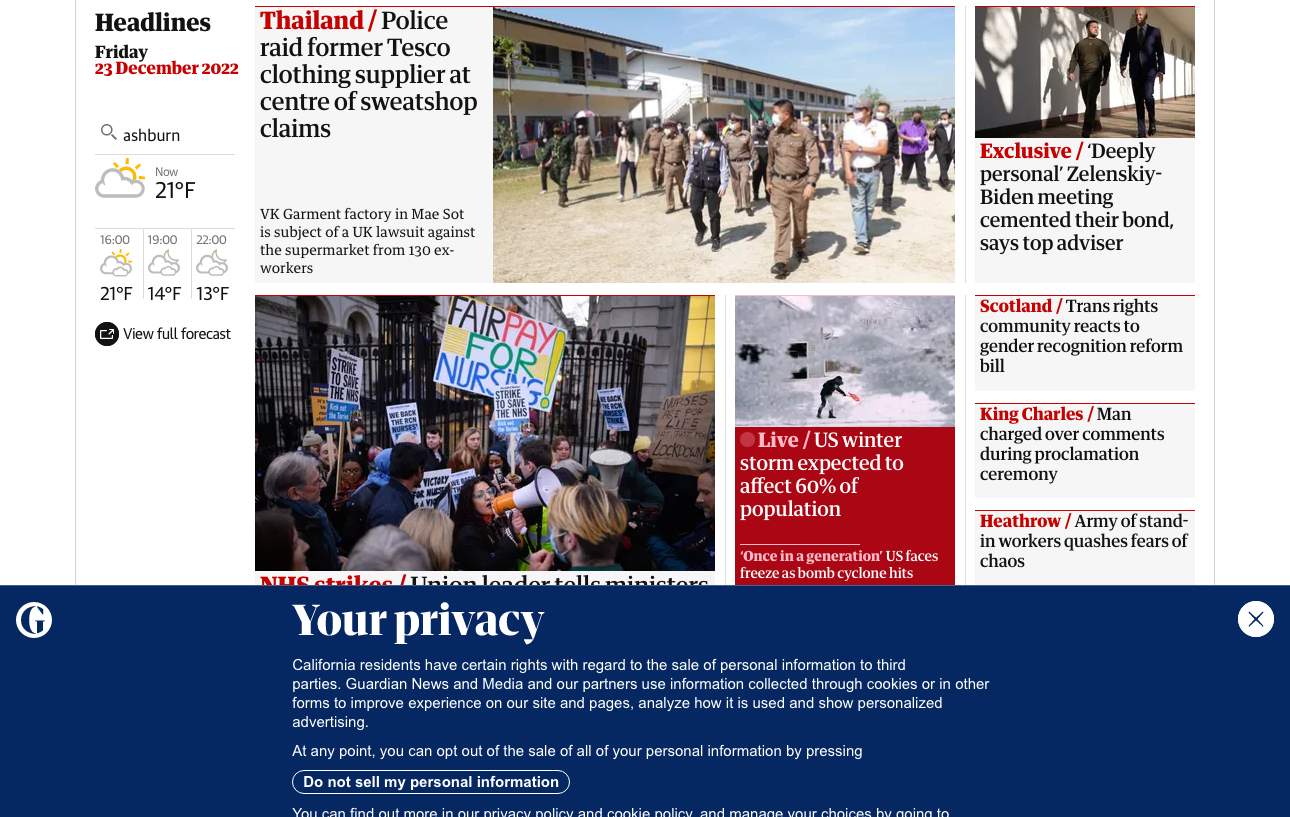 Headlines
Friday
23 December 2022
ashburn
Now
21°F
16:00
19:00
22:00
21°F
14°F
13°F
View full forecast
Thailand / Police
raid former Tesco
clothing supplier at
centre of sweatshop
claims
VK Garment factory in Mae Sot
is subject of a UK lawsuit against
the supermarket from 130 ex-
workers
Exclusive / ‘Deeply
personal’ Zelenskiy-
Biden meeting
cemented their bond,
says top adviser
FAIR PAY
FOR
NURSING!
STRIKE
TO SAVE
THE NHS
WE BACK
THE RCN
NURSES
STRIKE
TO SAVE
THE NHS
LOCKDOWN
NHS strikes / Union leader tells ministers
Live / US winter
storm expected to
affect 60% of
population
‘Once in a generation’ US faces
freeze as bomb cyclone hits
Scotland / Trans rights
community reacts to
gender recognition reform
bill
King Charles / Man
charged over comments
during proclamation
ceremony
Heathrow / Army of stand-
in workers quashes fears of
chaos
Your privacy
California residents have certain rights with regard to the sale of personal information to third
parties. Guardian News and Media and our partners use information collected through cookies or in other
forms to improve experience on our site and pages, analyze how it is used and show personalized
advertising.
At any point, you can opt out of the sale of all of your personal information by pressing
Do not sell my personal information
You can find out more in our privacy policy and cookie policy, and manage your choices by going to